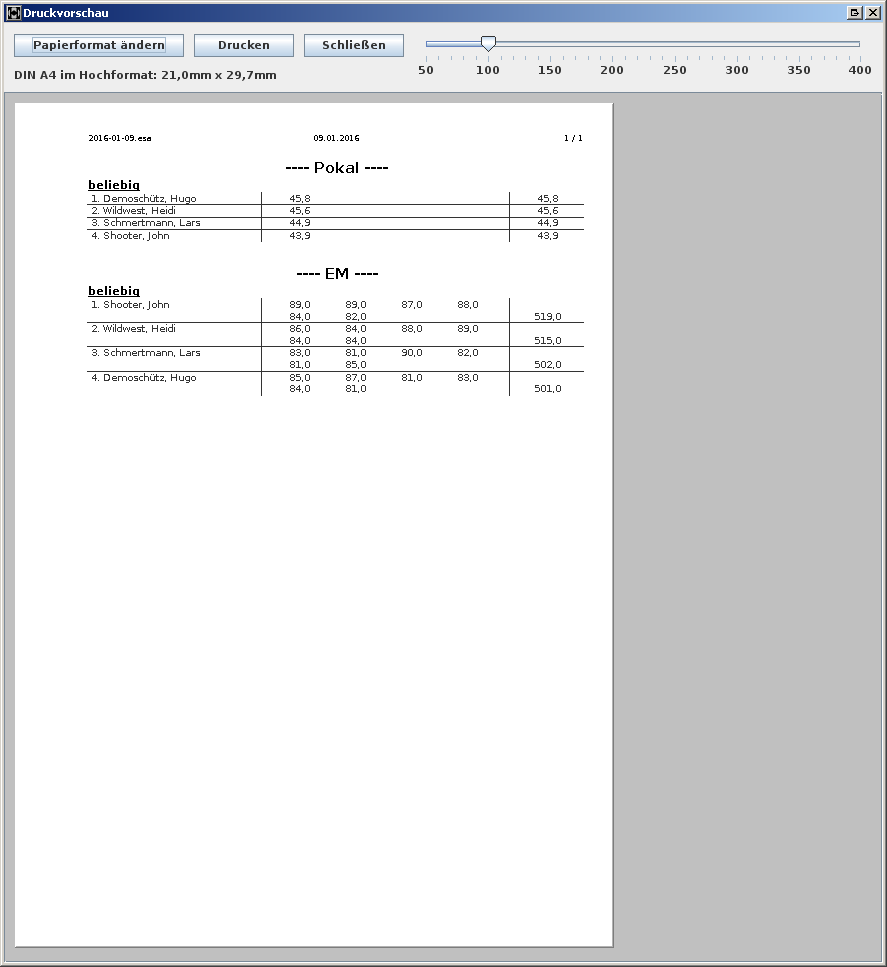 Druckvorschau
Papierformat ändern Drucken Schließen
50 100 150 200 250 300 350 400
DIN A4 im Hochformat: 21,0mm x 29,7mm
2016-01-09.esa 09.01.2016 1 / 1
---- Pokal ----
beliebig
1. Demoschütz, Hugo 45,8 45,8
2. Wildwest, Heidi 45,6 45,6
3. Schmertmann, Lars 44,9 44,9
4. Shooter, John 43,9 43,9
---- EM ----
beliebig
1. Shooter, John 89,0 89,0 87,0 88,0
84,0 82,0 519,0
2. Wildwest, Heidi 86,0 84,0 88,0 89,0
84,0 84,0 515,0
3. Schmertmann, Lars 83,0 81,0 90,0 82,0
81,0 85,0 502,0
4. Demoschütz, Hugo 85,0 87,0 81,0 83,0
84,0 81,0 501,0